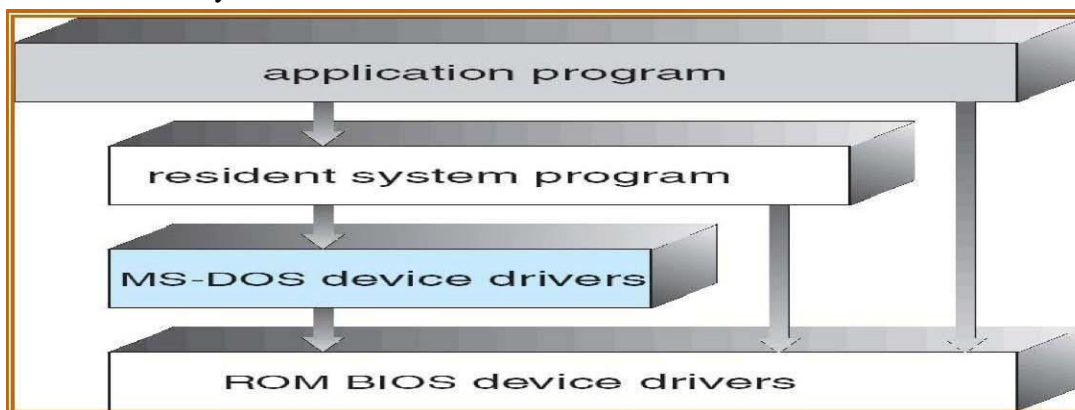 application program
resident system program
MS-DOS device drivers
ROM BIOS device drivers